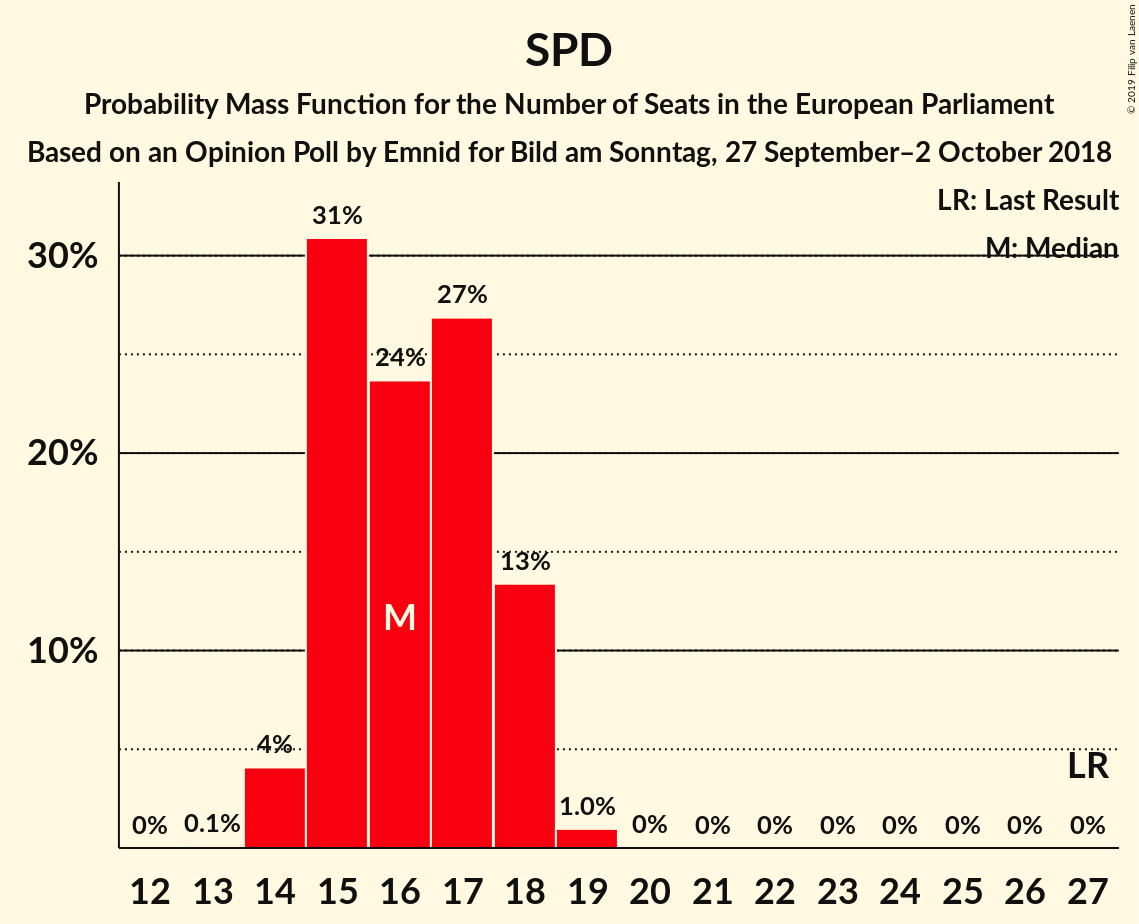 SPD
Probability Mass Function for the Number of Seats in the European Parliament
Based on an Opinion Poll by Emnid for Bild am Sonntag, 27 September–2 October 2018
© 2019 Filip van Laenen
LR: Last Result
M: Median
30%
20%
10%
0%
0.1%
4%
31%
24%
27%
13%
1.0%
0%
0%
0%
0%
0%
0%
0%
0%
M
LR
12 13 14 15 16 17 18 19 20 21 22 23 24 25 26 27